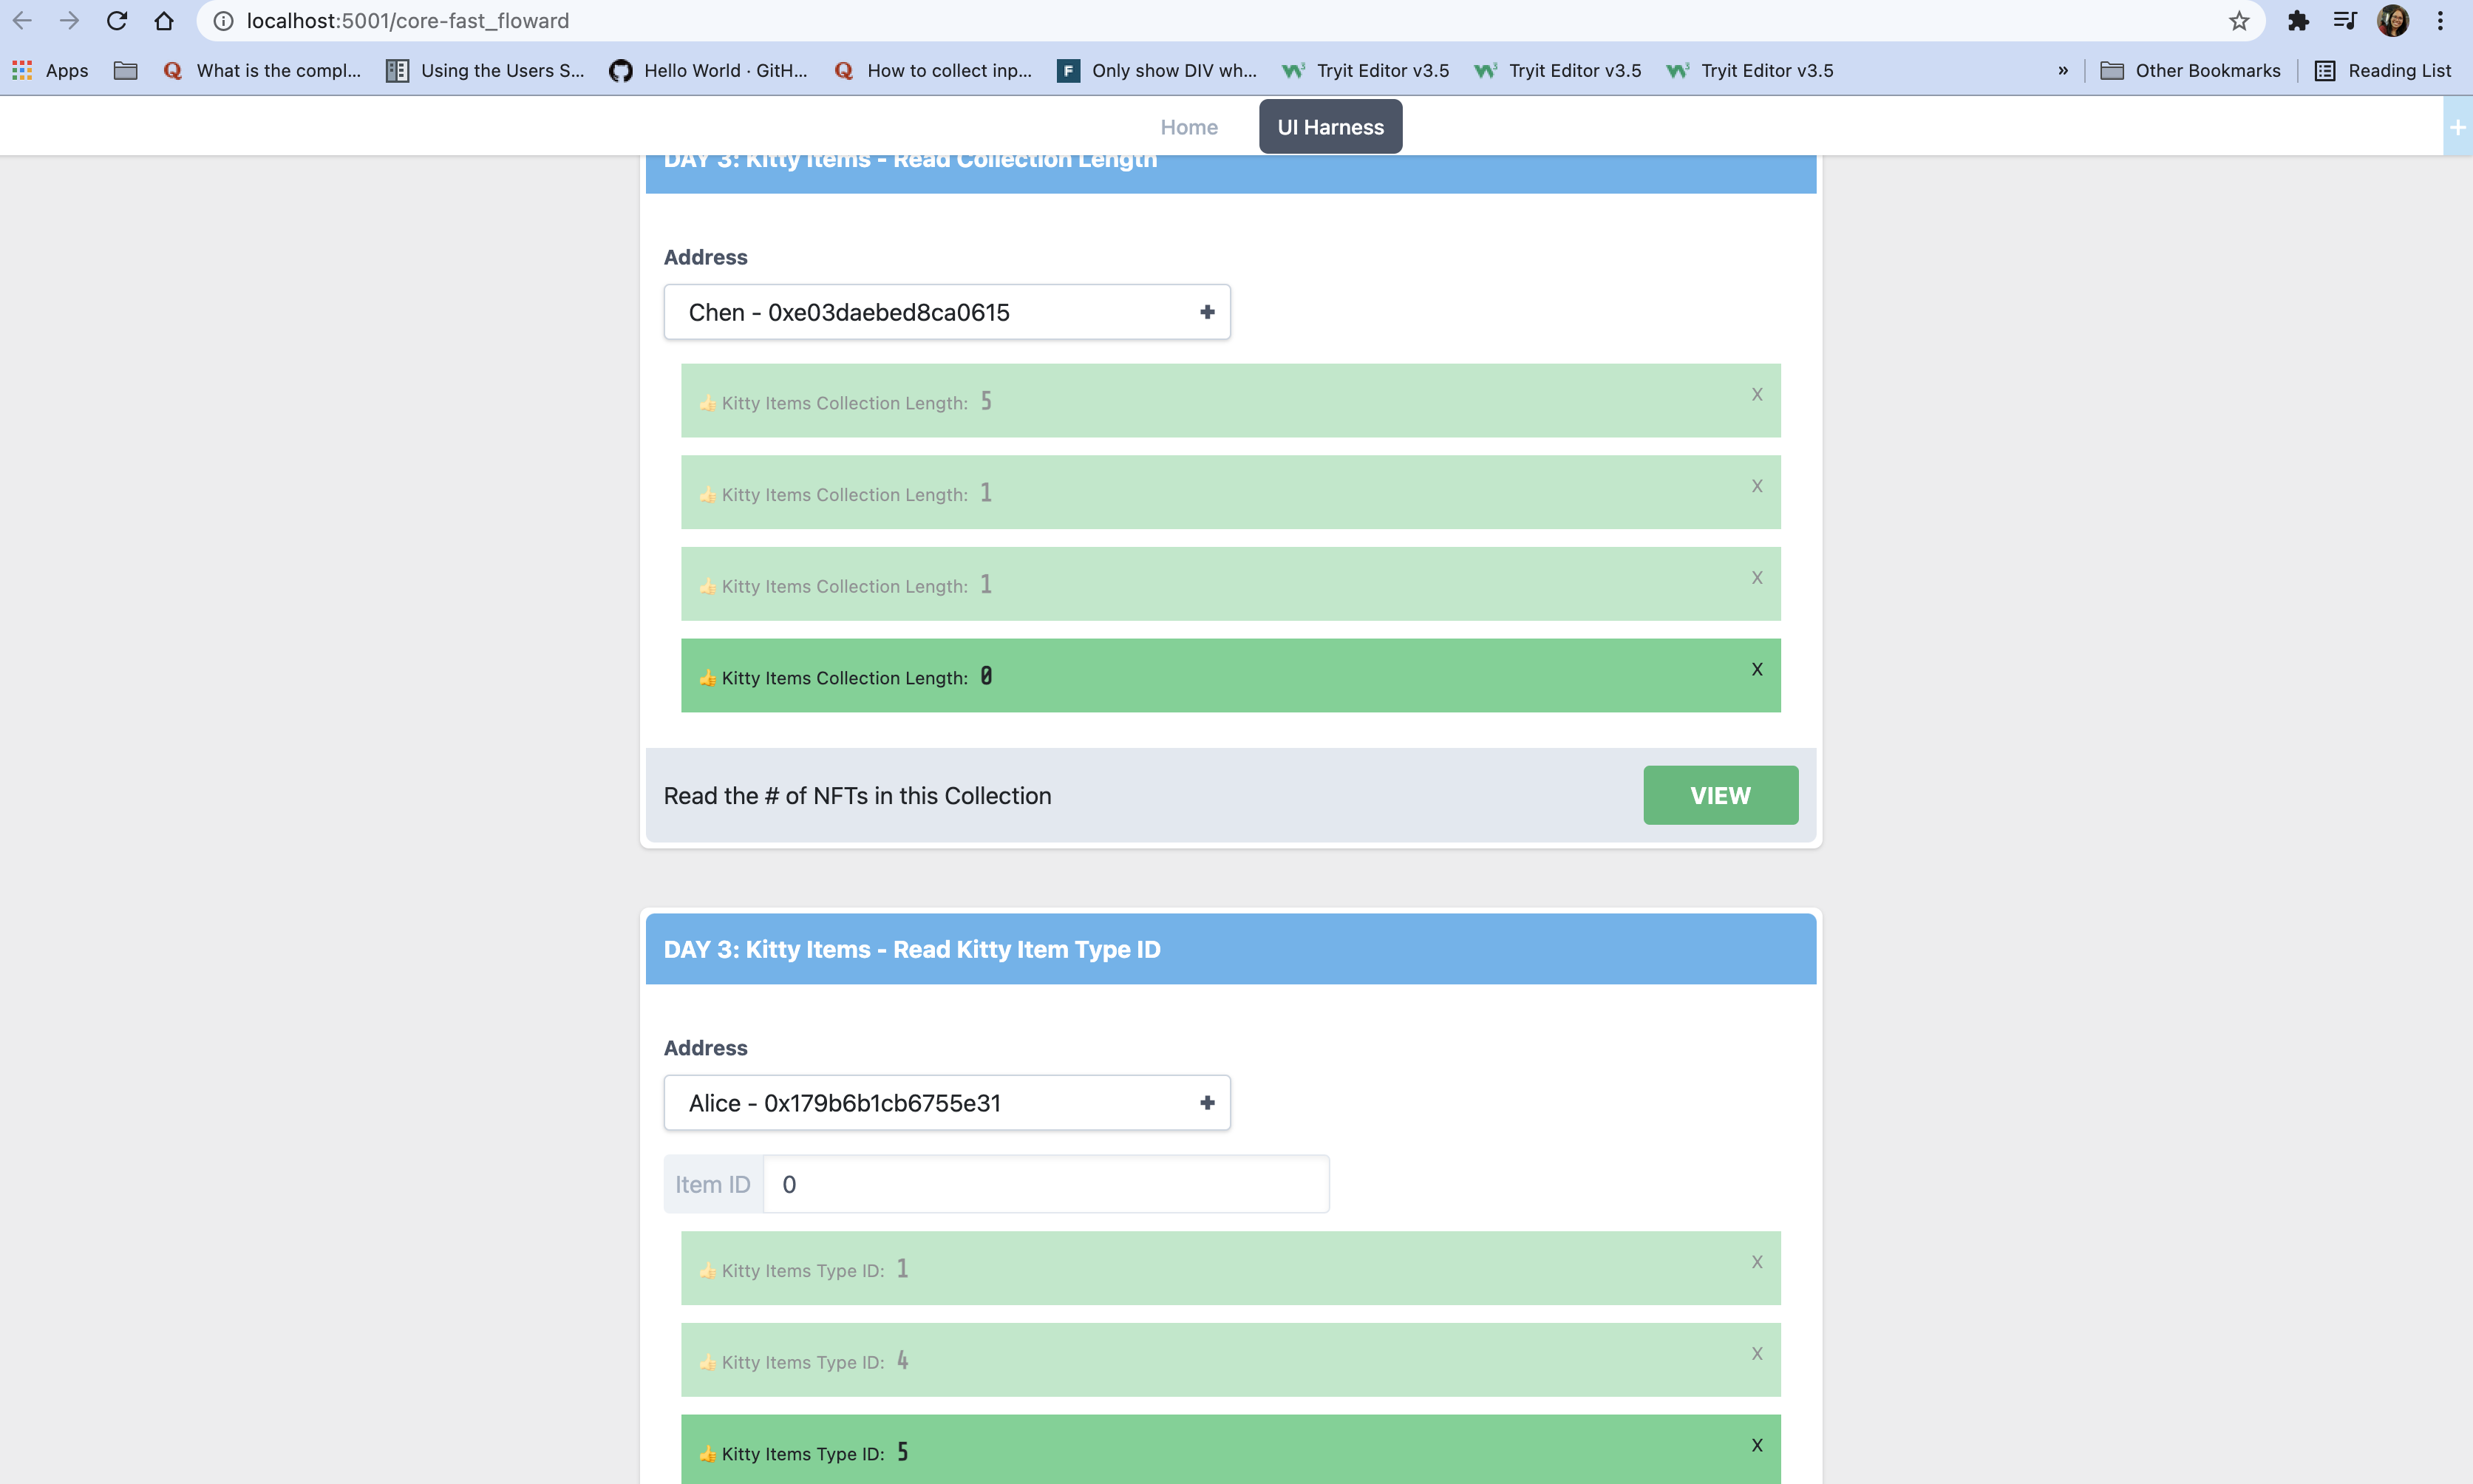 localhost:5001/core-fast_floward
Apps
What is the compl...
Using the Users S...
Hello World · GitH...
How to collect inp...
Only show DIV wh...
Tryit Editor v3.5
Tryit Editor v3.5
Tryit Editor v3.5
»
Other Bookmarks
Reading List
Home
UI Harness
+
DAY 3: Kitty Items - Read Collection Length
Address
Chen - 0xe03daebed8ca0615
👍 Kitty Items Collection Length: 5
X
👍 Kitty Items Collection Length: 1
X
👍 Kitty Items Collection Length: 1
X
👍 Kitty Items Collection Length: 0
X
Read the # of NFTs in this Collection
VIEW
DAY 3: Kitty Items - Read Kitty Item Type ID
Address
Alice - 0x179b6b1cb6755e31
Item ID
0
👍 Kitty Items Type ID: 1
X
👍 Kitty Items Type ID: 4
X
👍 Kitty Items Type ID: 5
X